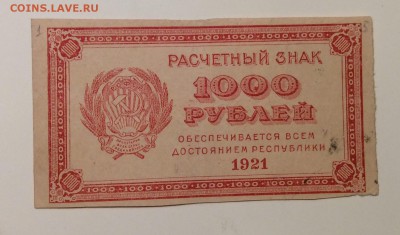 coins.lave.ru
РАСЧЕТНЫЙ ЗНАК
1000
РУБЛЕЙ
ОБЕСПЕЧИВАЕТСЯ ВСЕМ
ДОСТОЯНИЕМ РЕСПУБЛИКИ
1921